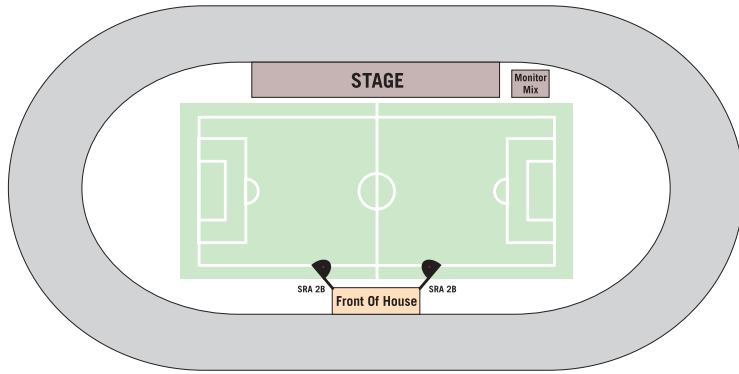 STAGE
Monitor
Mix
SRA 2B
SRA 2B
Front Of House